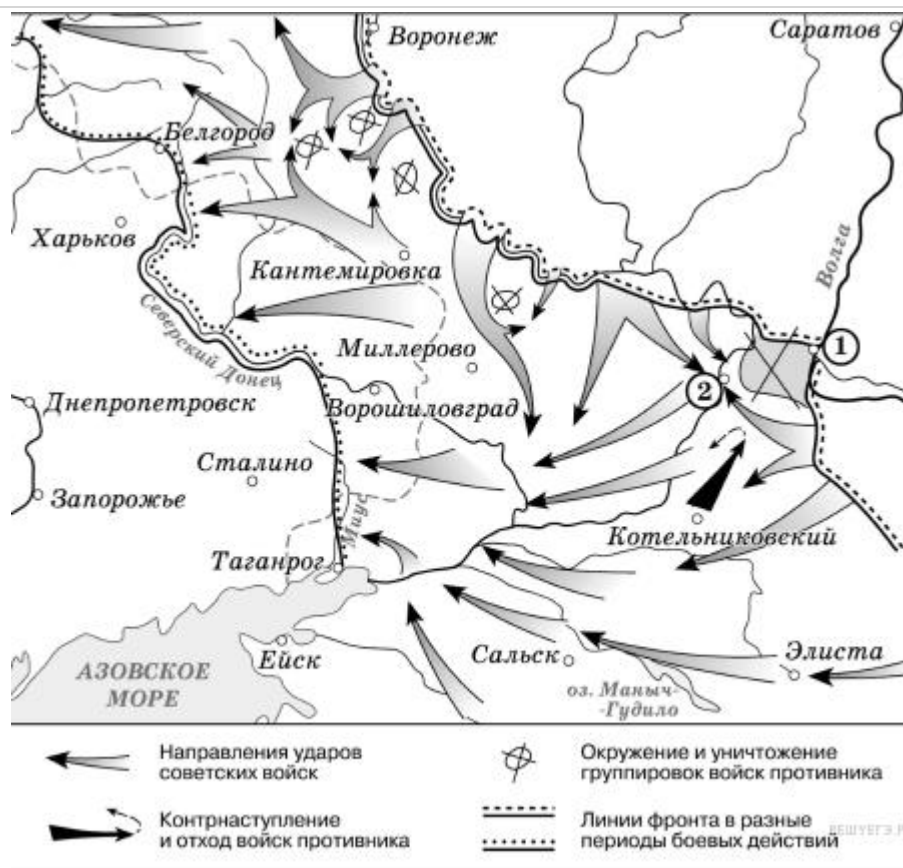 Воронеж
Саратов
Белгород
Харьков
Волга
Кантемировка
Северский Донец
Миллерово
1
2
Днепропетровск
Ворошиловград
Сталино
Запорожье
Миус
Котельниковский
Таганрог
Ейск
Сальск
Элиста
АЗОВСКОЕ
МОРЕ
оз. Маныч-
-Гудило
Направления ударов
советских войск
Окружение и уничтожение
группировок войск противника
Контрнаступление
и отход войск противника
Линии фронта в разные
периоды боевых действий